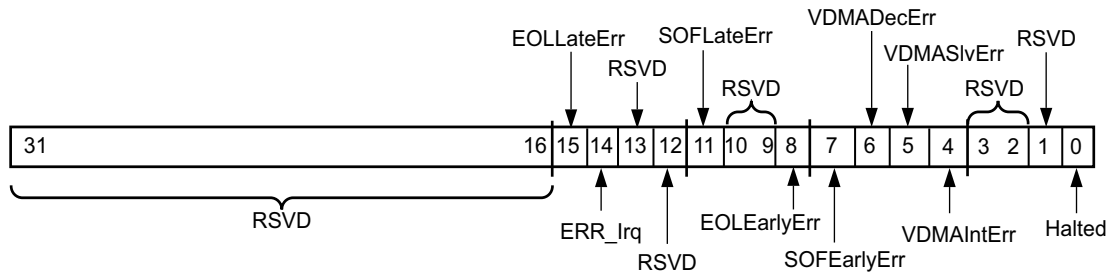 VDMADecErr
EOLLateErr SOFLateErr RSVD
VDMASlvErr
RSVD RSVD RSVD
31 16 15 14 13 12 11 10 9 8 7 6 5 4 3 2 1 0
RSVD EOLEarlyErr
ERR_Irq VDMAIntErr Halted
RSVD SOFEarlyErr